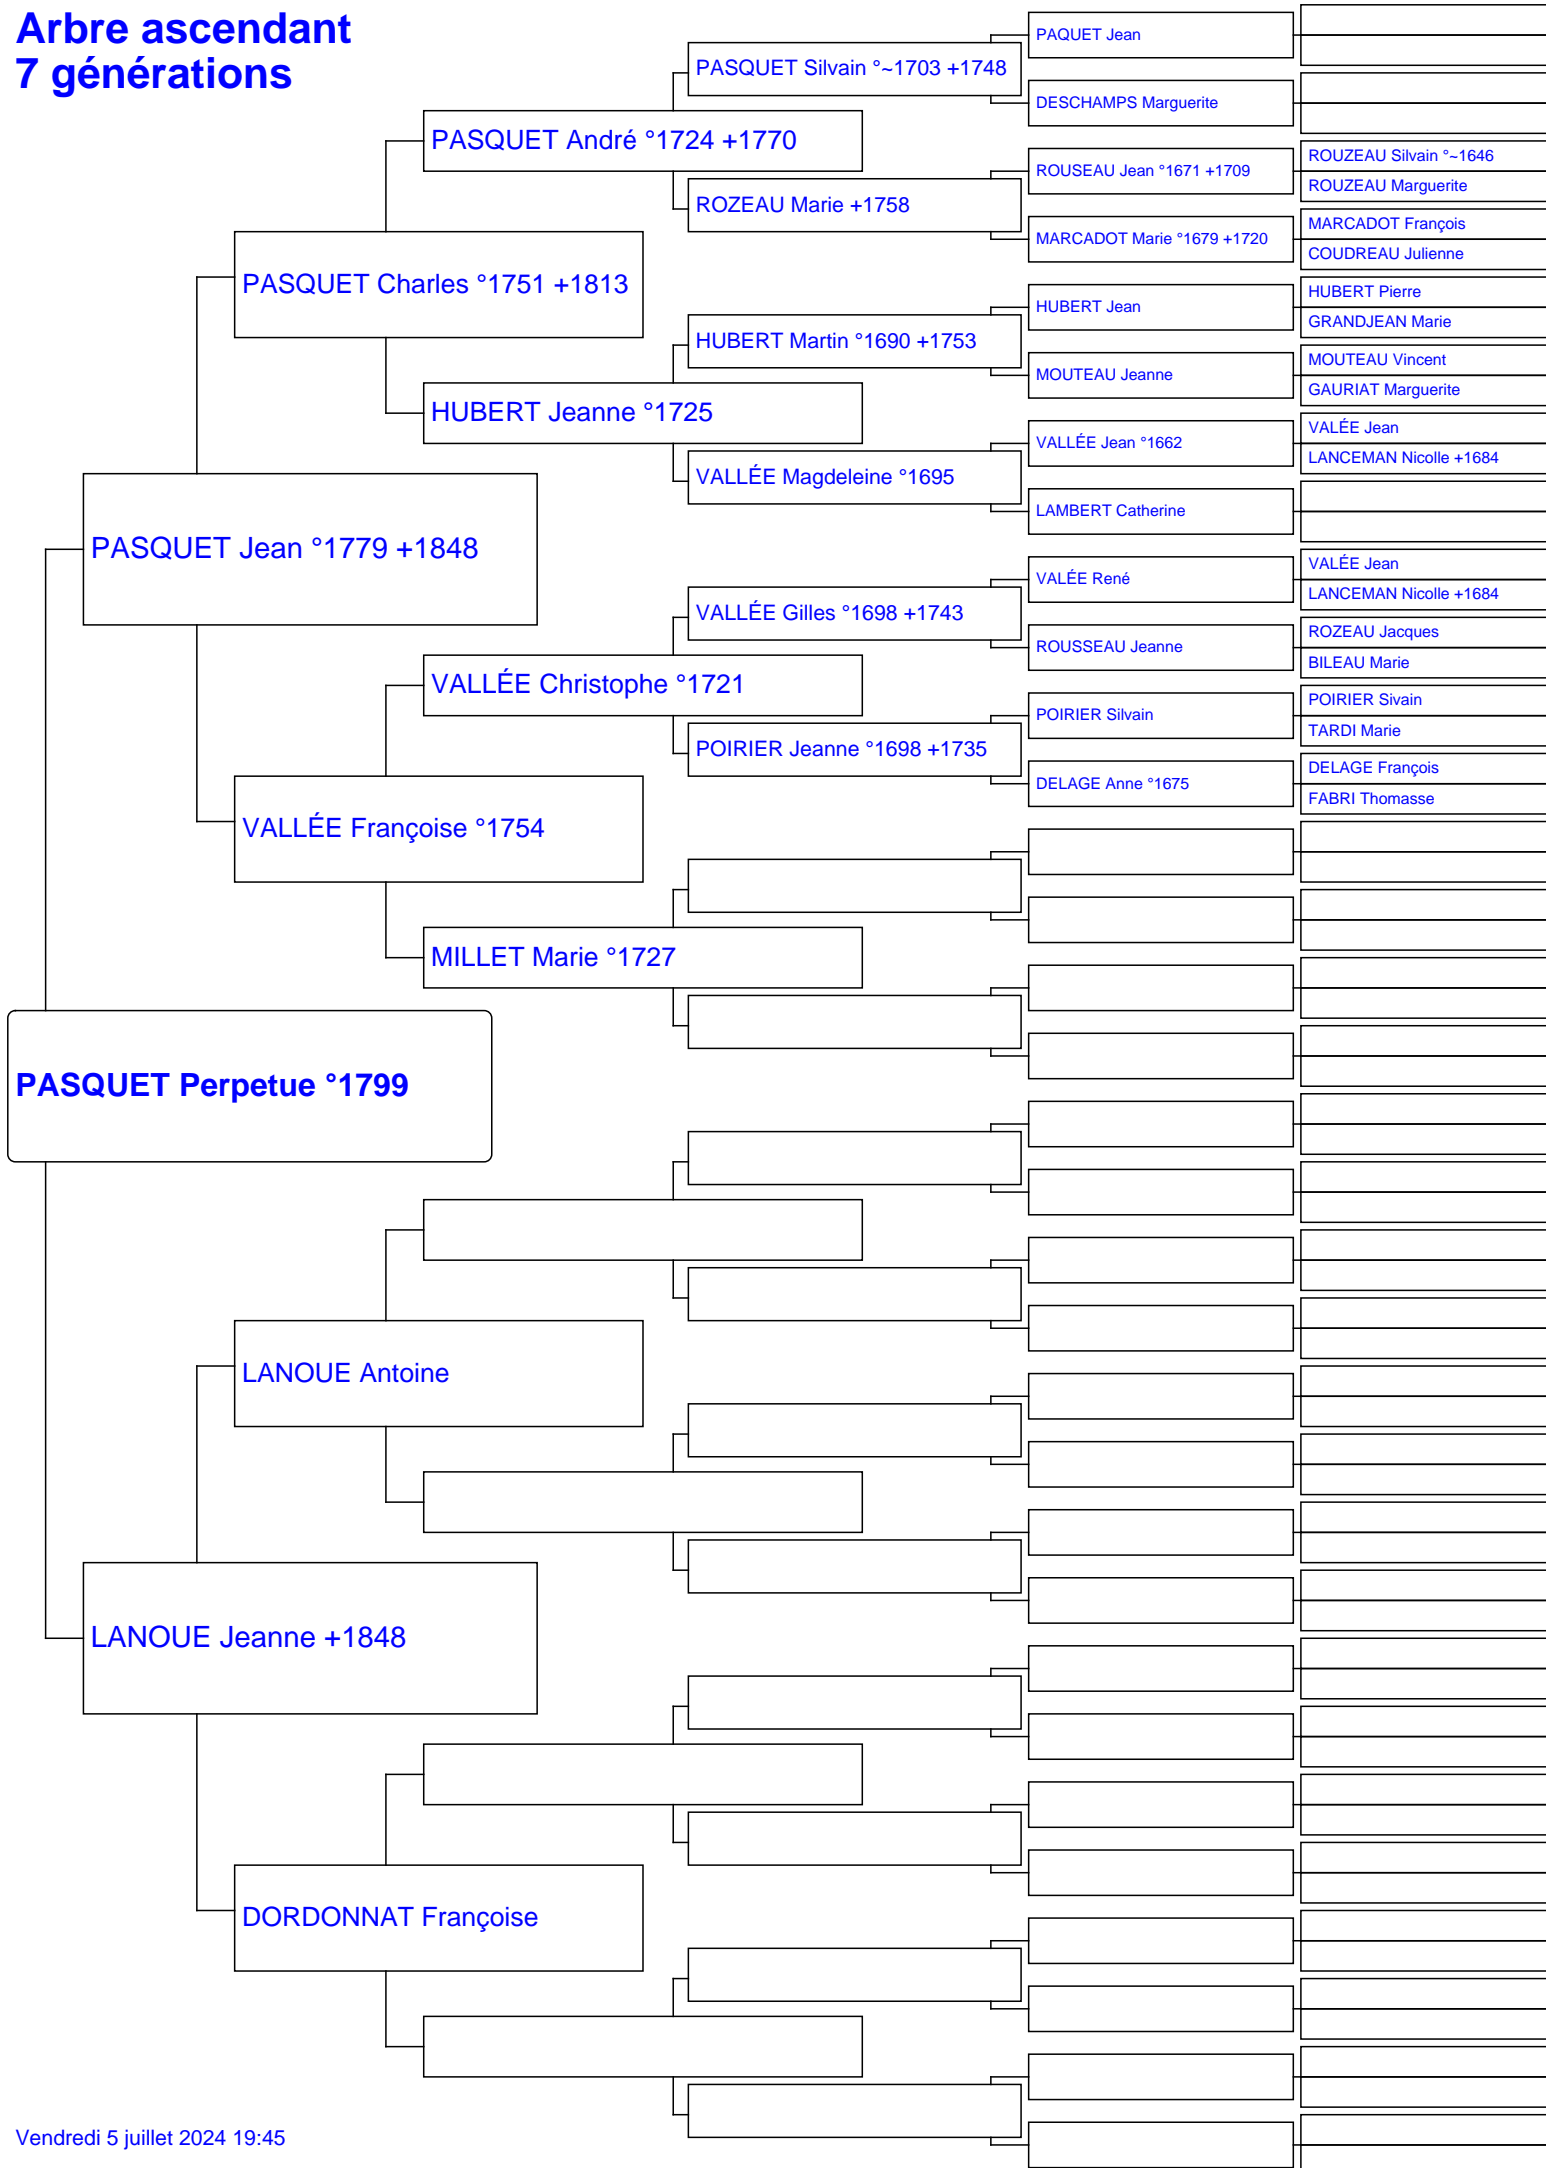 Arbre ascendant
7 générations
PASQUET Perpetue °1799
PASQUET Jean °1779 +1848
LANOUE Jeanne +1848
PASQUET Charles °1751 +1813
VALLÉE Françoise °1754
LANOUE Antoine
DORDONNAT Françoise
PASQUET André °1724 +1770
HUBERT Jeanne °1725
VALLÉE Christophe °1721
MILLET Marie °1727
PASQUET Silvain °~1703 +1748
ROZEAU Marie +1758
HUBERT Martin °1690 +1753
VALLÉE Magdeleine °1695
VALLÉE Gilles °1698 +1743
POIRIER Jeanne °1698 +1735
PAQUET Jean
DESCHAMPS Marguerite
ROUSEAU Jean °1671 +1709
MARCADOT Marie °1679 +1720
HUBERT Jean
MOUTEAU Jeanne
VALLÉE Jean °1662
LAMBERT Catherine
VALÉE René
ROUSSEAU Jeanne
POIRIER Silvain
DELAGE Anne °1675
ROUZEAU Silvain °~1646
ROUZEAU Marguerite
MARCADOT François
COUDREAU Julienne
HUBERT Pierre
GRANDJEAN Marie
MOUTEAU Vincent
GAURIAT Marguerite
VALÉE Jean
LANCEMAN Nicolle +1684
VALÉE Jean
LANCEMAN Nicolle +1684
ROZEAU Jacques
BILEAU Marie
POIRIER Sivain
TARDI Marie
DELAGE François
FABRI Thomasse
Vendredi 5 juillet 2024 19:45